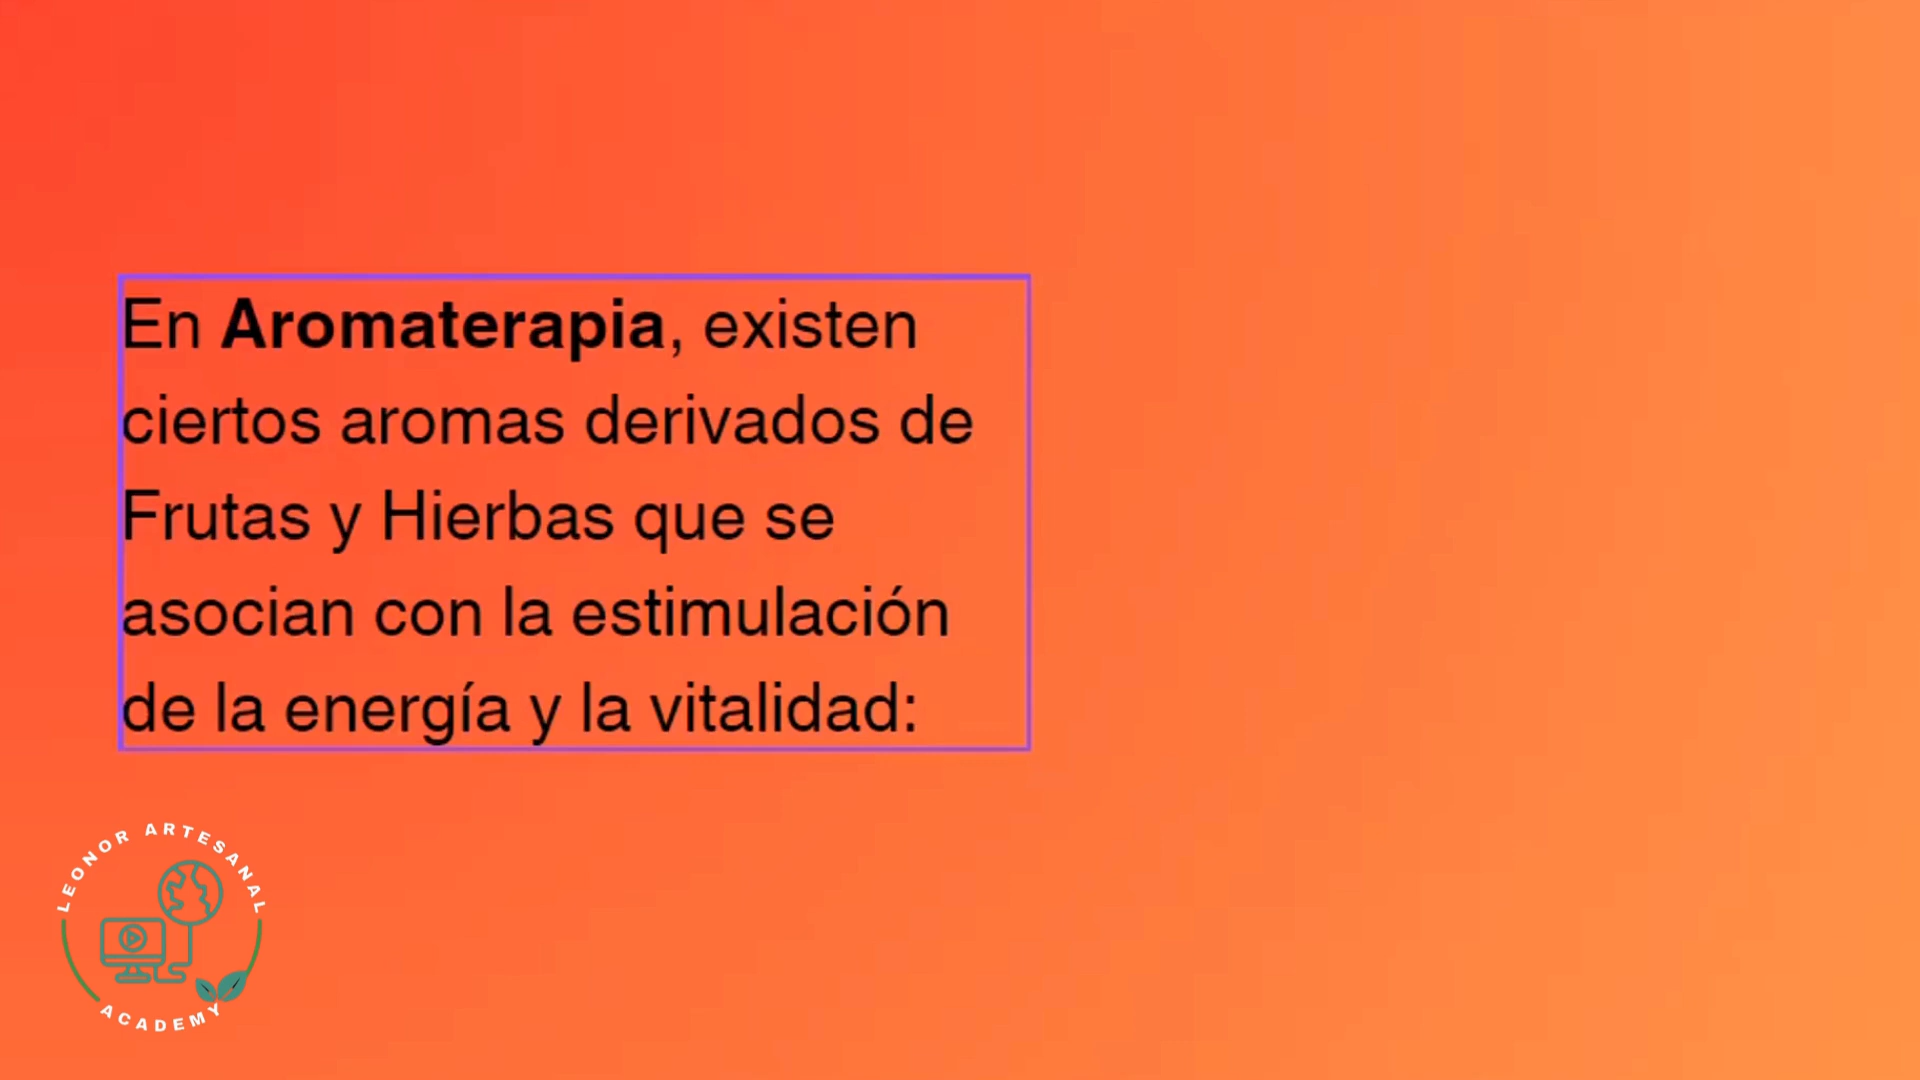 En Aromaterapia, existen
ciertos aromas derivados de
Frutas y Hierbas que se
asocian con la estimulación
de la energía y la vitalidad:
LEONOR ARTESANAL
ACADEMY